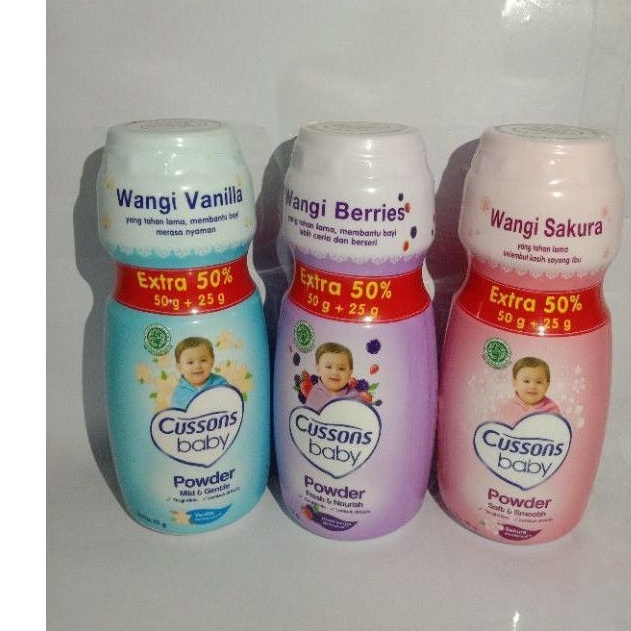 Wangi Vanilla
yang tahan lama, membantu bayi
merasa nyaman
Extra 50%
50 g + 25 g
Cussons
baby
Powder
Mild & Gentle
Vanilla
Wangi Berries
yang tahan lama, membantu bayi
lebih ceria dan berseri
Extra 50%
50 g + 25 g
Cussons
baby
Powder
Fresh & Nourish
Wangi Sakura
yang tahan lama
selembut kasih sayang ibu
Extra 50%
50 g + 25 g
Cussons
baby
Powder
Soft & Smooth
Sakura